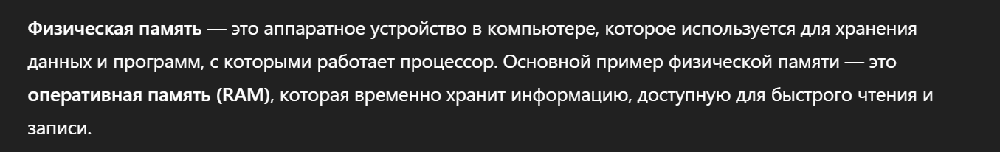 Физическая память — это аппаратное устройство в компьютере, которое используется для хранения
данных и программ, с которыми работает процессор. Основной пример физической памяти — это
оперативная память (RAM), которая временно хранит информацию, доступную для быстрого чтения и
записи.